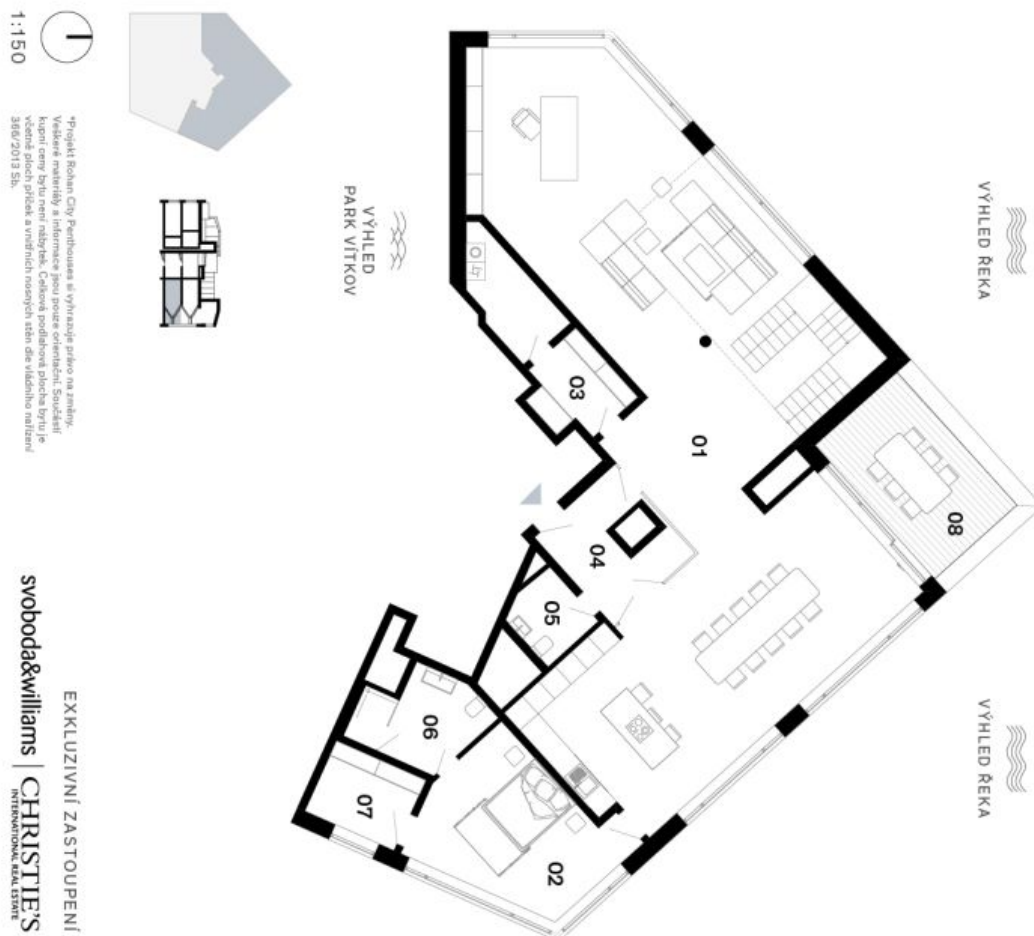 VÝHLED ŘEKA
VÝHLED ŘEKA
VÝHLED
PARK VÍTKOV
01
02
03
04
05
06
07
08
1:150
*Projekt Rohan City Penthouses si vyhrazuje právo na změny.
Veškeré materiály a informace jsou pouze orientační. Součástí
kupní ceny bytu není nábytek. Celková podlahová plocha bytu je
včetně ploch příček a vnitřních nosných stěn dle vládního nařízení
366/2013 Sb.
EXKLUZIVNÍ ZASTOUPENÍ
svoboda&williams | CHRISTIE'S
INTERNATIONAL REAL ESTATE